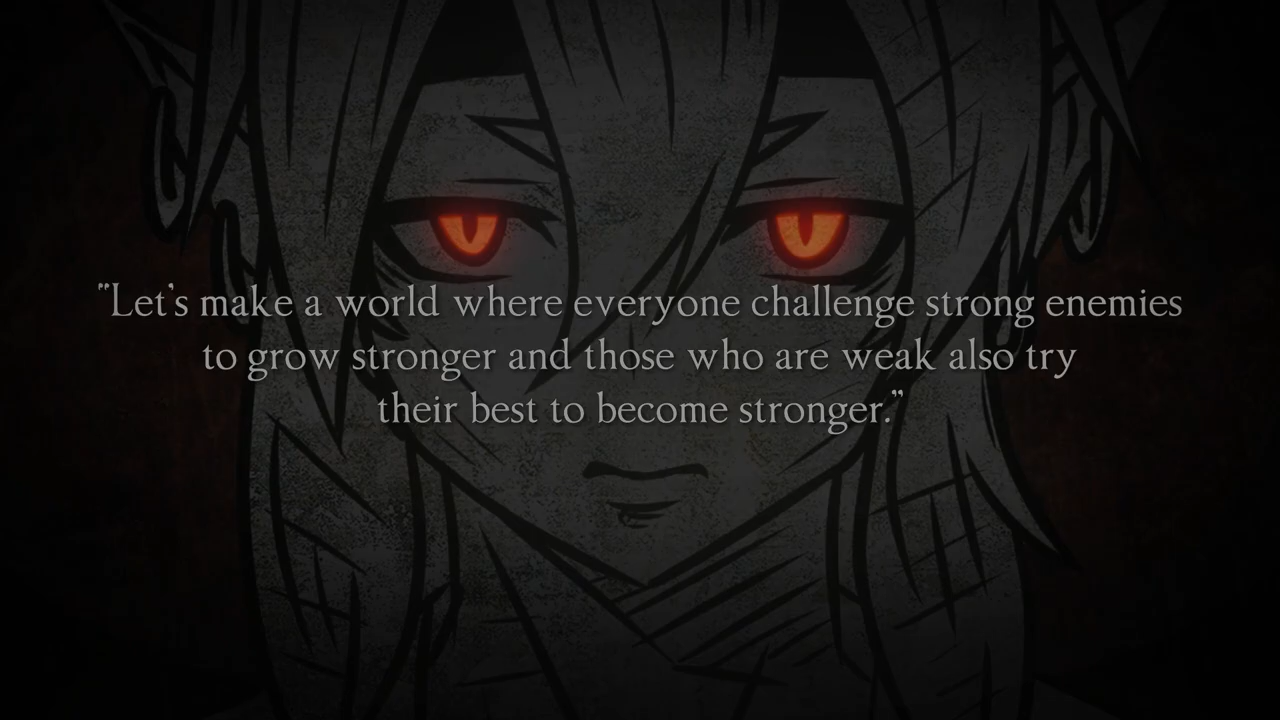 "Let's make a world where everyone challenge strong enemies
to grow stronger and those who are weak also try
their best to become stronger."